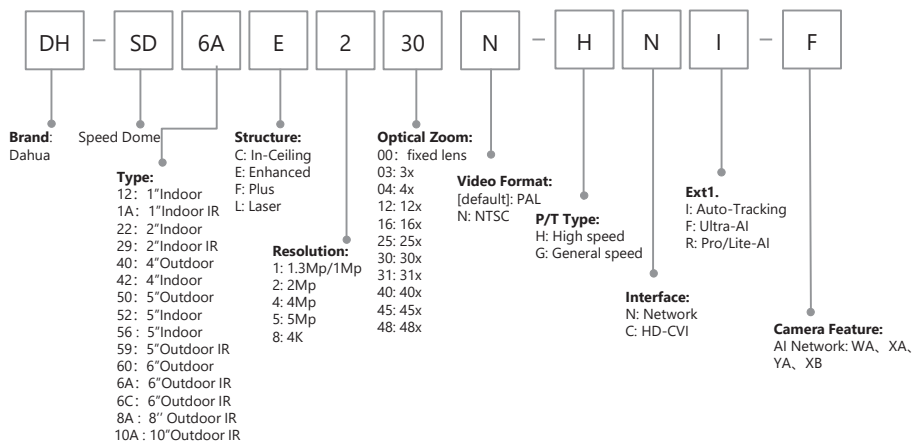 DH - SD 6A E 2 30 N - H N I - F
Brand:
Dahua
Speed Dome
Type:
12: 1"Indoor
1A: 1"Indoor IR
22: 2"Indoor
29: 2"Indoor IR
40: 4"Outdoor
42: 4"Indoor
50: 5"Outdoor
52: 5"Indoor
56 : 5"Indoor
59: 5"Outdoor IR
60: 6"Outdoor
6A: 6"Outdoor IR
6C: 6"Outdoor IR
8A : 8'' Outdoor IR
10A : 10"Outdoor IR
Structure:
C: In-Ceiling
E: Enhanced
F: Plus
L: Laser
Resolution:
1: 1.3Mp/1Mp
2: 2Mp
4: 4Mp
5: 5Mp
8: 4K
Optical Zoom:
00: fixed lens
03: 3x
04: 4x
12: 12x
16: 16x
25: 25x
30: 30x
31: 31x
40: 40x
45: 45x
48: 48x
Video Format:
[default]: PAL
N: NTSC
P/T Type:
H: High speed
G: General speed
Interface:
N: Network
C: HD-CVI
Ext1.
I: Auto-Tracking
F: Ultra-AI
R: Pro/Lite-AI
Camera Feature:
AI Network: WA、XA、
YA、XB